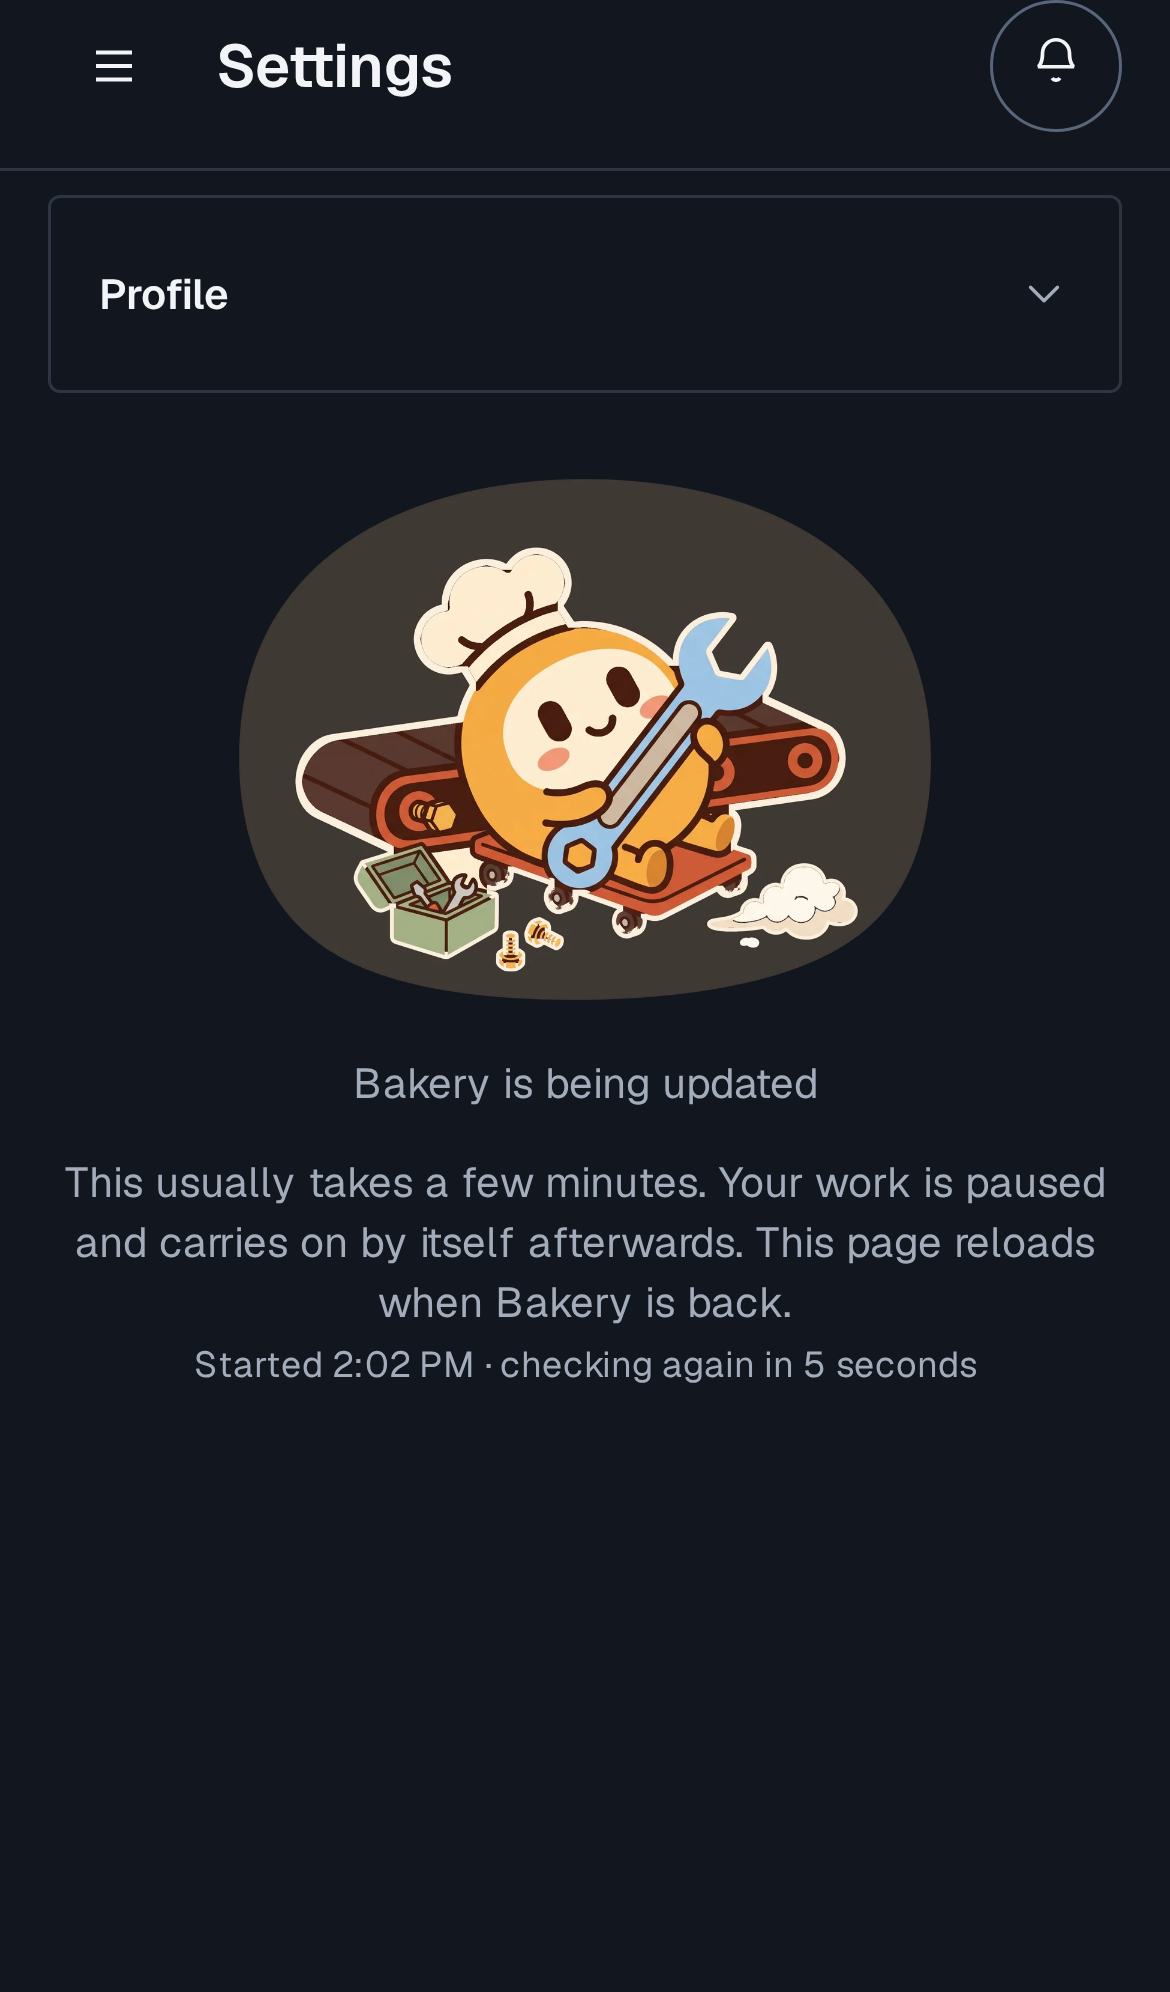 Settings
Profile
Bakery is being updated
This usually takes a few minutes. Your work is paused
and carries on by itself afterwards. This page reloads
when Bakery is back.
Started 2:02 PM · checking again in 5 seconds